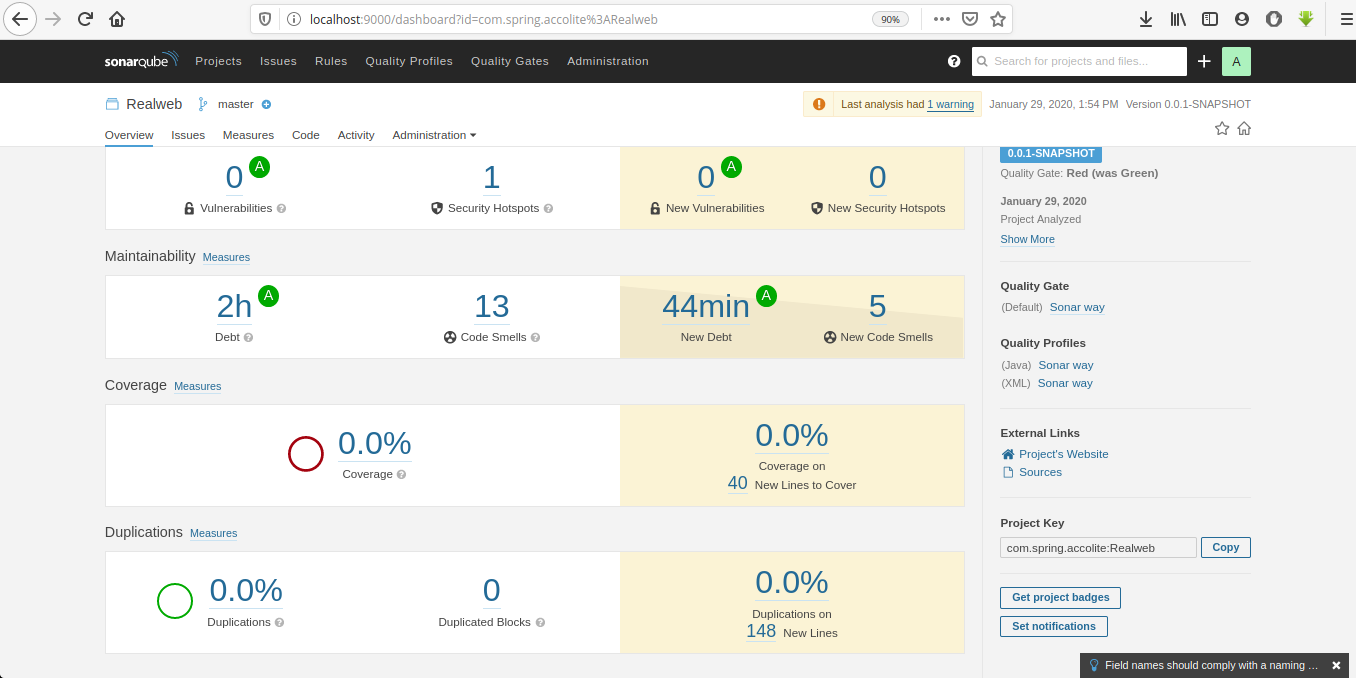 localhost:9000/dashboard?id=com.spring.accolite%3ARealweb
90%
sonarqube Projects Issues Rules Quality Profiles Quality Gates Administration
Search for projects and files...
A
Realweb master
Last analysis had 1 warning
January 29, 2020, 1:54 PM Version 0.0.1-SNAPSHOT
Overview Issues Measures Code Activity Administration
0 A
Vulnerabilities
1
Security Hotspots
0 A
New Vulnerabilities
0
New Security Hotspots
Maintainability Measures
2h A
Debt
13
Code Smells
44min A
New Debt
5
New Code Smells
Coverage Measures
0.0%
Coverage
0.0%
Coverage on
40 New Lines to Cover
Duplications Measures
0.0%
Duplications
0
Duplicated Blocks
0.0%
Duplications on
148 New Lines
0.0.1-SNAPSHOT
Quality Gate: Red (was Green)
January 29, 2020
Project Analyzed
Show More
Quality Gate
(Default) Sonar way
Quality Profiles
(Java) Sonar way
(XML) Sonar way
External Links
Project's Website
Sources
Project Key
com.spring.accolite:Realweb
Copy
Get project badges
Set notifications
Field names should comply with a naming ...